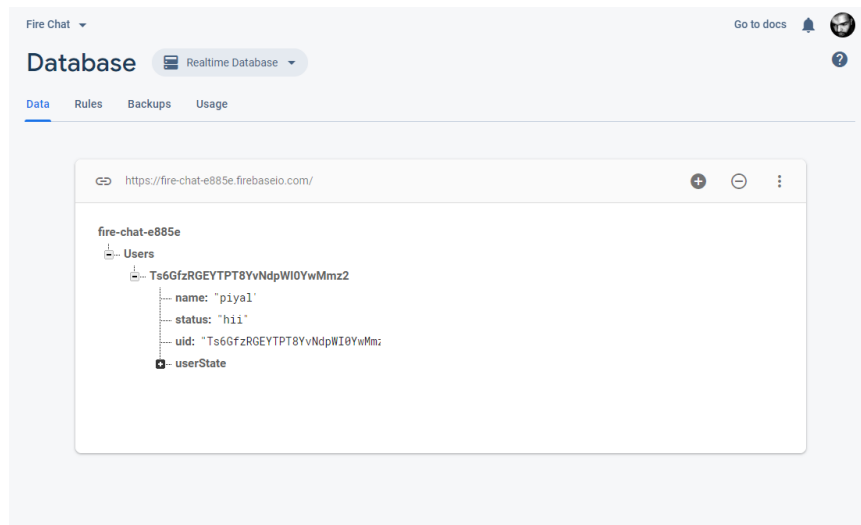 Fire Chat
Go to docs
Database
Realtime Database
Data Rules Backups Usage
https://fire-chat-e885e.firebaseio.com/
fire-chat-e885e
Users
Ts6GfzRGEYTPT8YvNdpWI0YwMmz2
name: "piyal"
status: "hii"
uid: "Ts6GfzRGEYTPT8YvNdpWI0YwMmz
userState